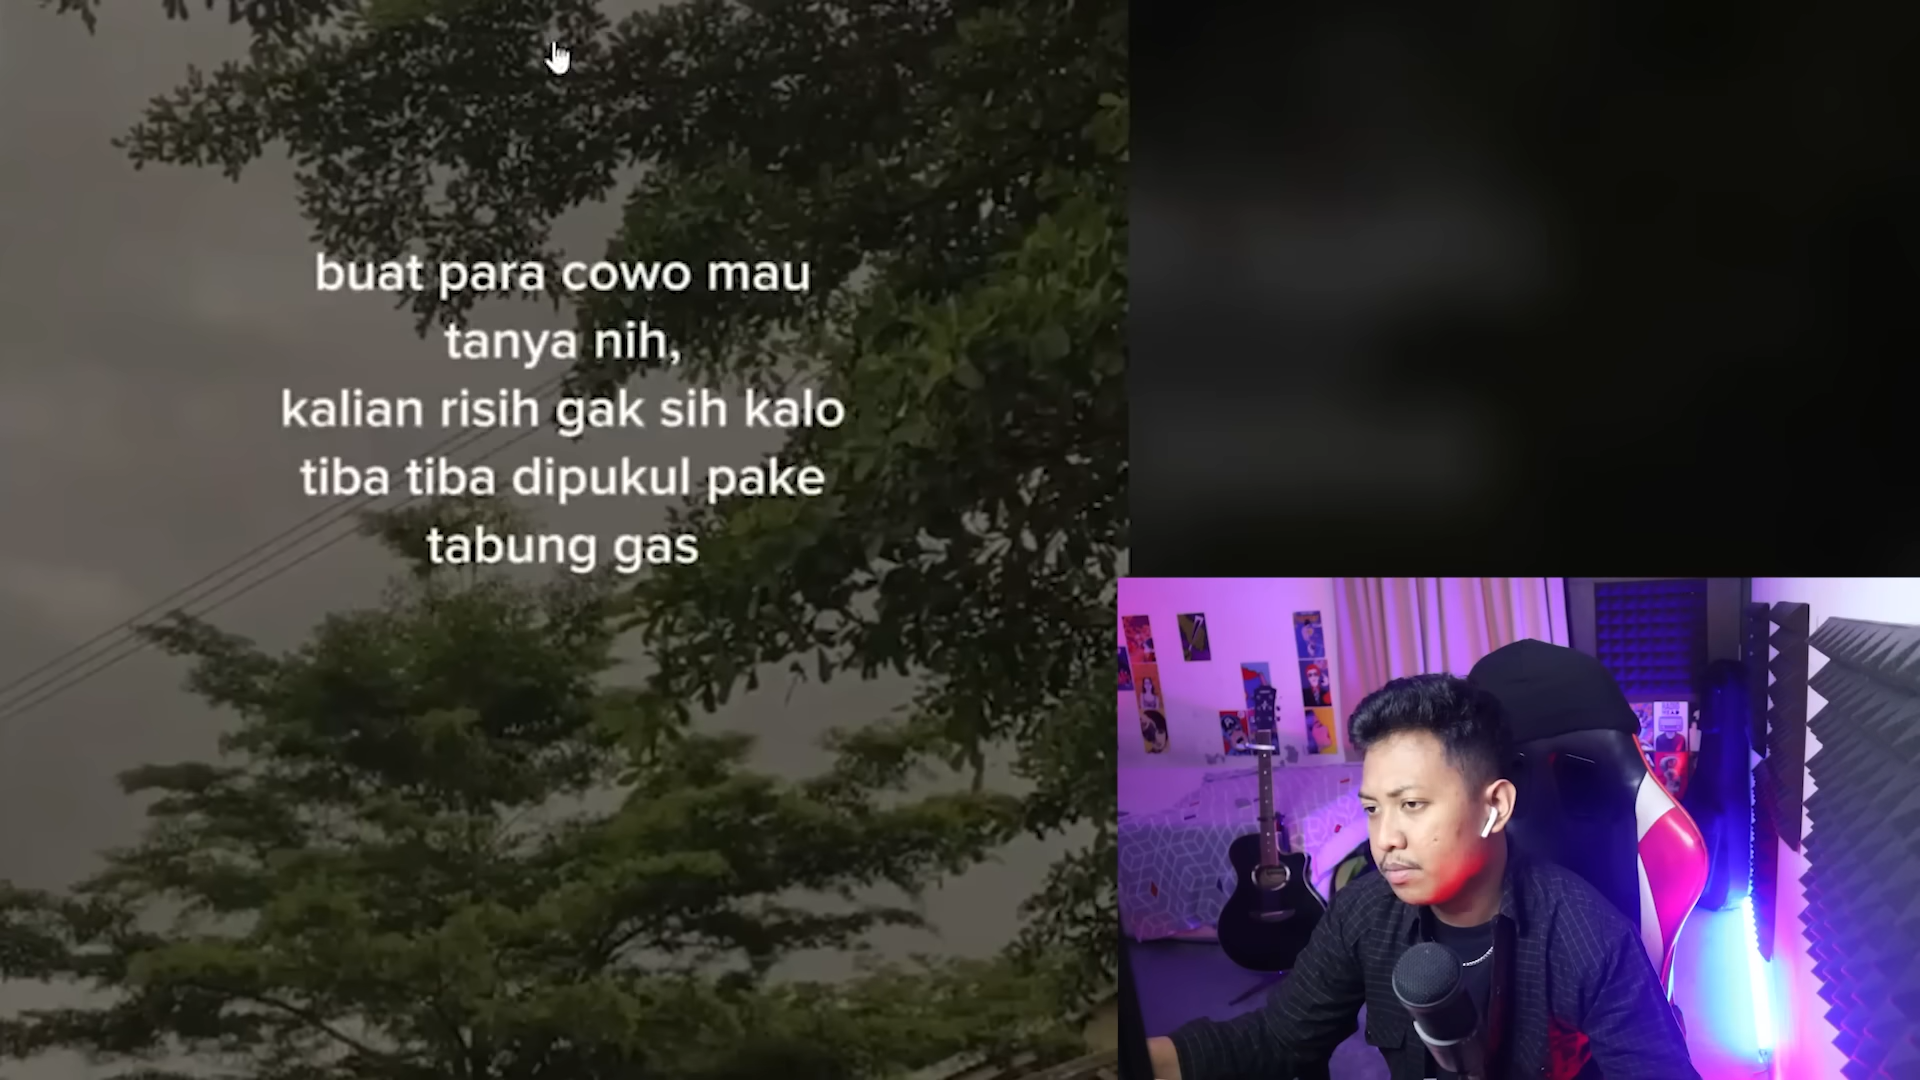 buat para cowo mau
tanya nih,
kalian risih gak sih kalo
tiba tiba dipukul pake
tabung gas